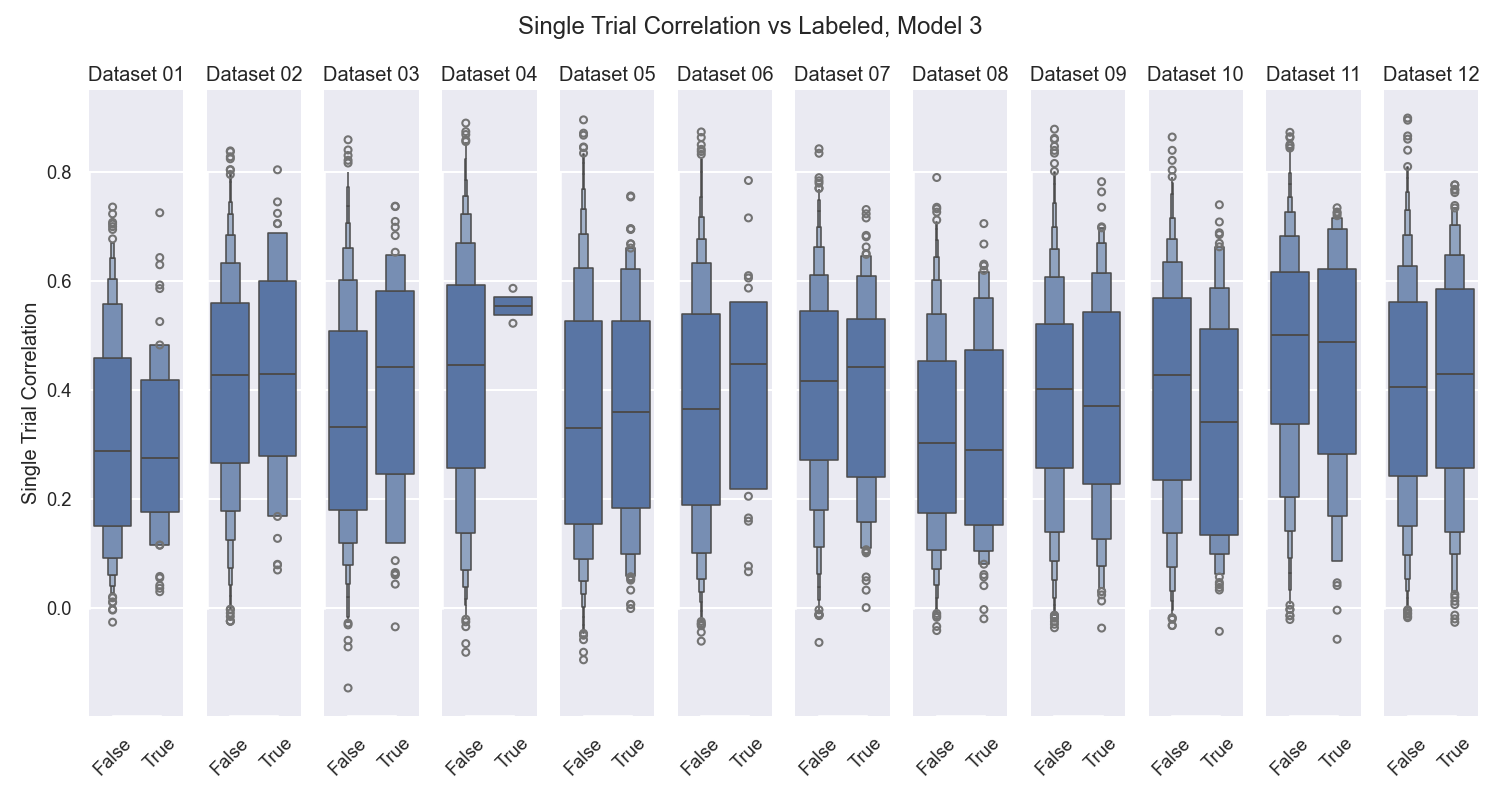 Single Trial Correlation vs Labeled, Model 3
Dataset 01 Dataset 02 Dataset 03 Dataset 04 Dataset 05 Dataset 06 Dataset 07 Dataset 08 Dataset 09 Dataset 10 Dataset 11 Dataset 12
Single Trial Correlation
0.8
0.6
0.4
0.2
0.0
False True False True False True False True False True False True False True False True False True False True False True False True